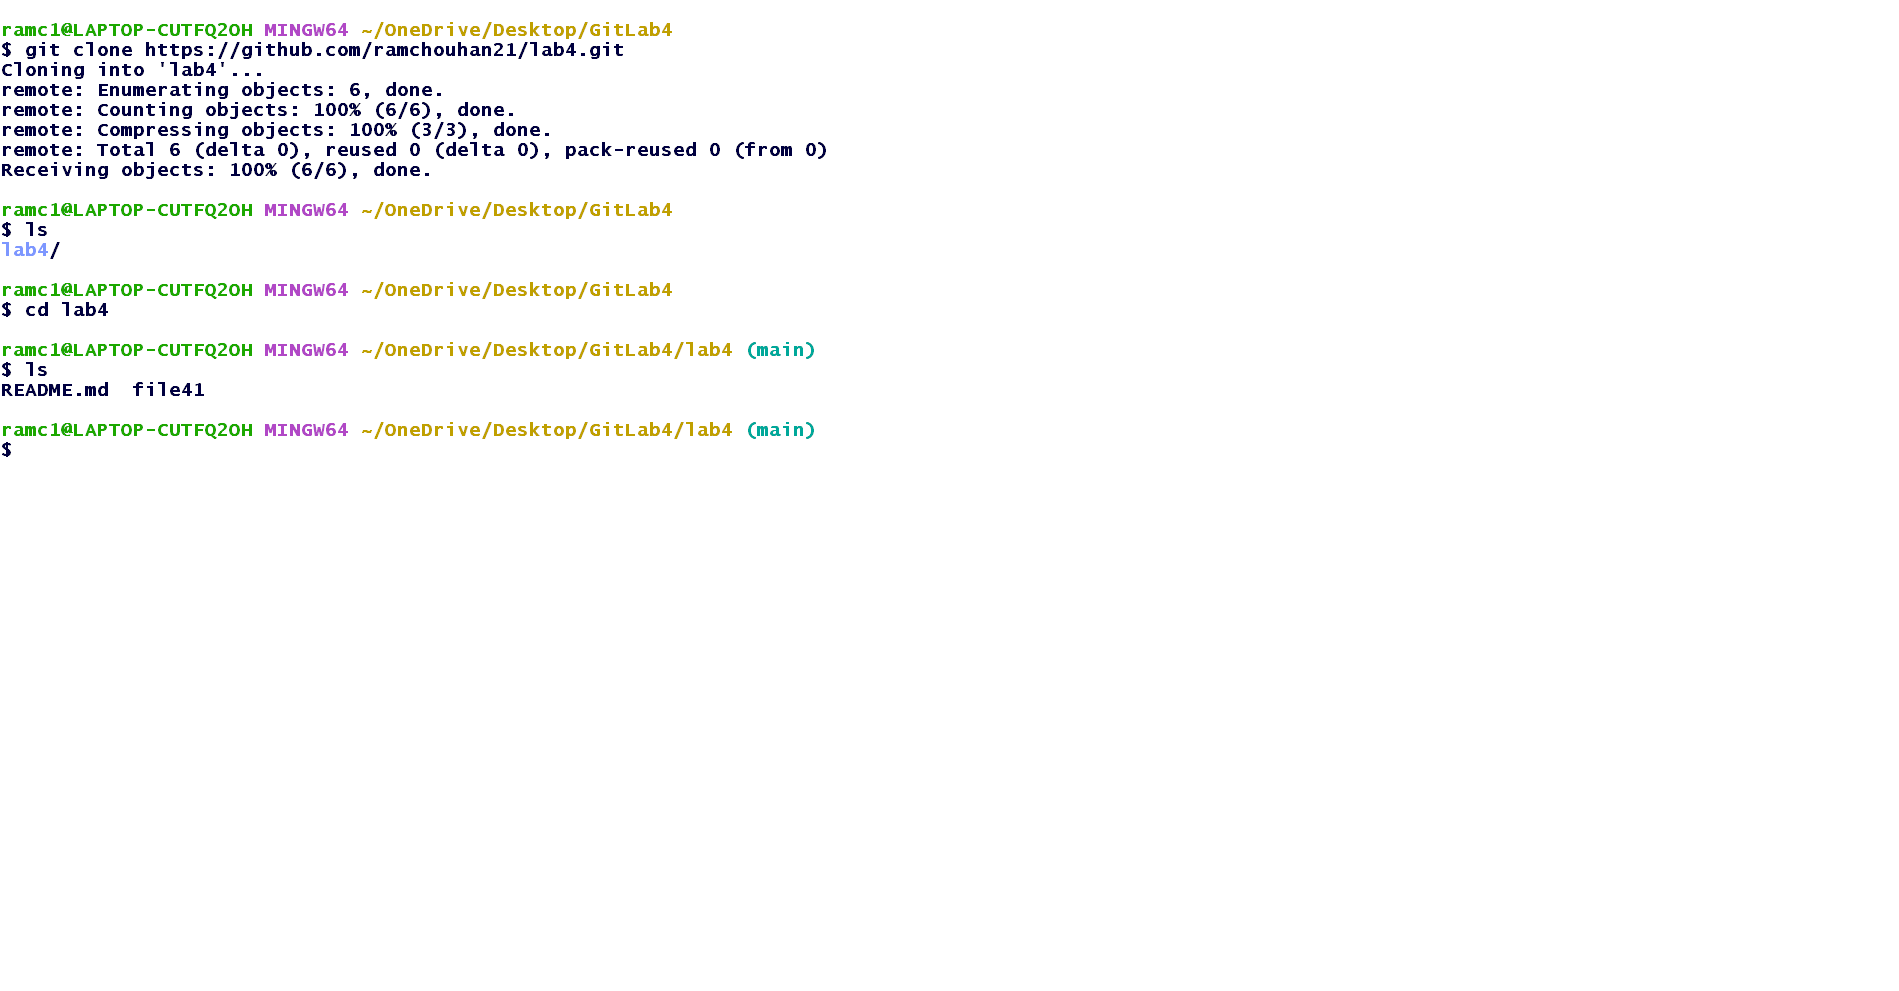 ramc1@LAPTOP-CUTFQ2OH MINGW64 ~/OneDrive/Desktop/GitLab4
$ git clone https://github.com/ramchouhan21/lab4.git
Cloning into 'lab4'...
remote: Enumerating objects: 6, done.
remote: Counting objects: 100% (6/6), done.
remote: Compressing objects: 100% (3/3), done.
remote: Total 6 (delta 0), reused 0 (delta 0), pack-reused 0 (from 0)
Receiving objects: 100% (6/6), done.
ramc1@LAPTOP-CUTFQ2OH MINGW64 ~/OneDrive/Desktop/GitLab4
$ ls
lab4/
ramc1@LAPTOP-CUTFQ2OH MINGW64 ~/OneDrive/Desktop/GitLab4
$ cd lab4
ramc1@LAPTOP-CUTFQ2OH MINGW64 ~/OneDrive/Desktop/GitLab4/lab4 (main)
$ ls
README.md  file41
ramc1@LAPTOP-CUTFQ2OH MINGW64 ~/OneDrive/Desktop/GitLab4/lab4 (main)
$